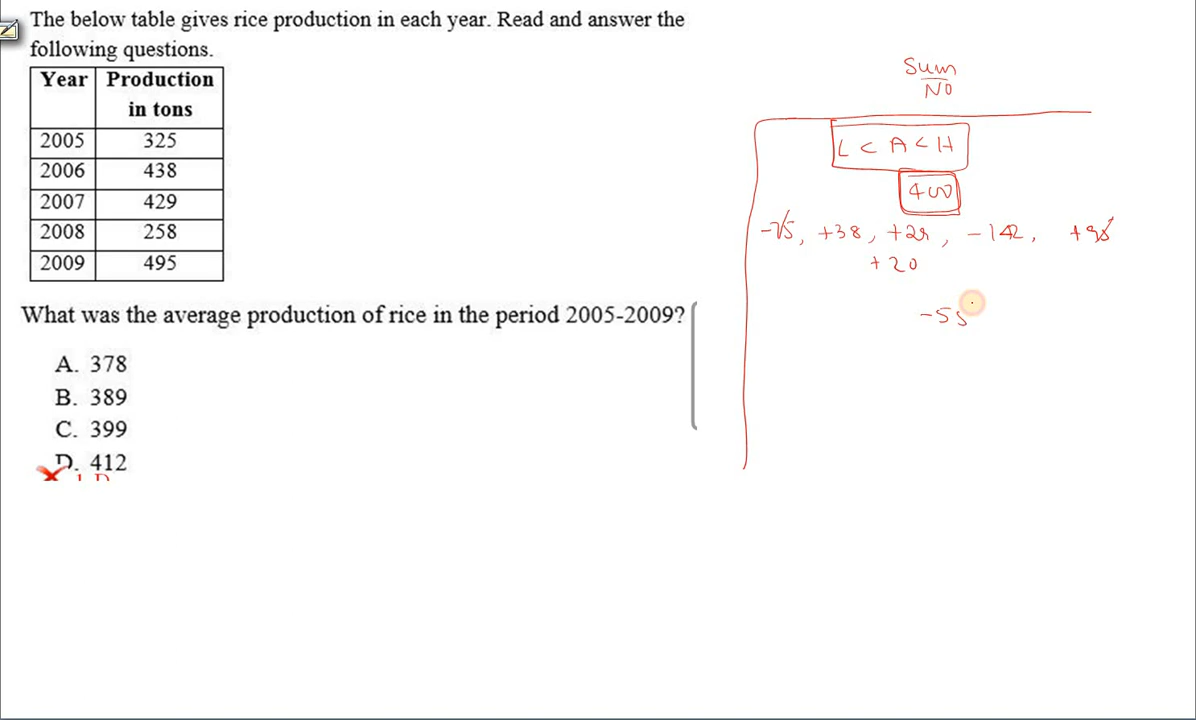 The below table gives rice production in each year. Read and answer the
following questions.
Year Production
in tons
2005 325
2006 438
2007 429
2008 258
2009 495
What was the average production of rice in the period 2005-2009?
A. 378
B. 389
C. 399
D. 412
Sum
No
L < A < H
400
-75, +38, +29, -142, +95
+20
-55